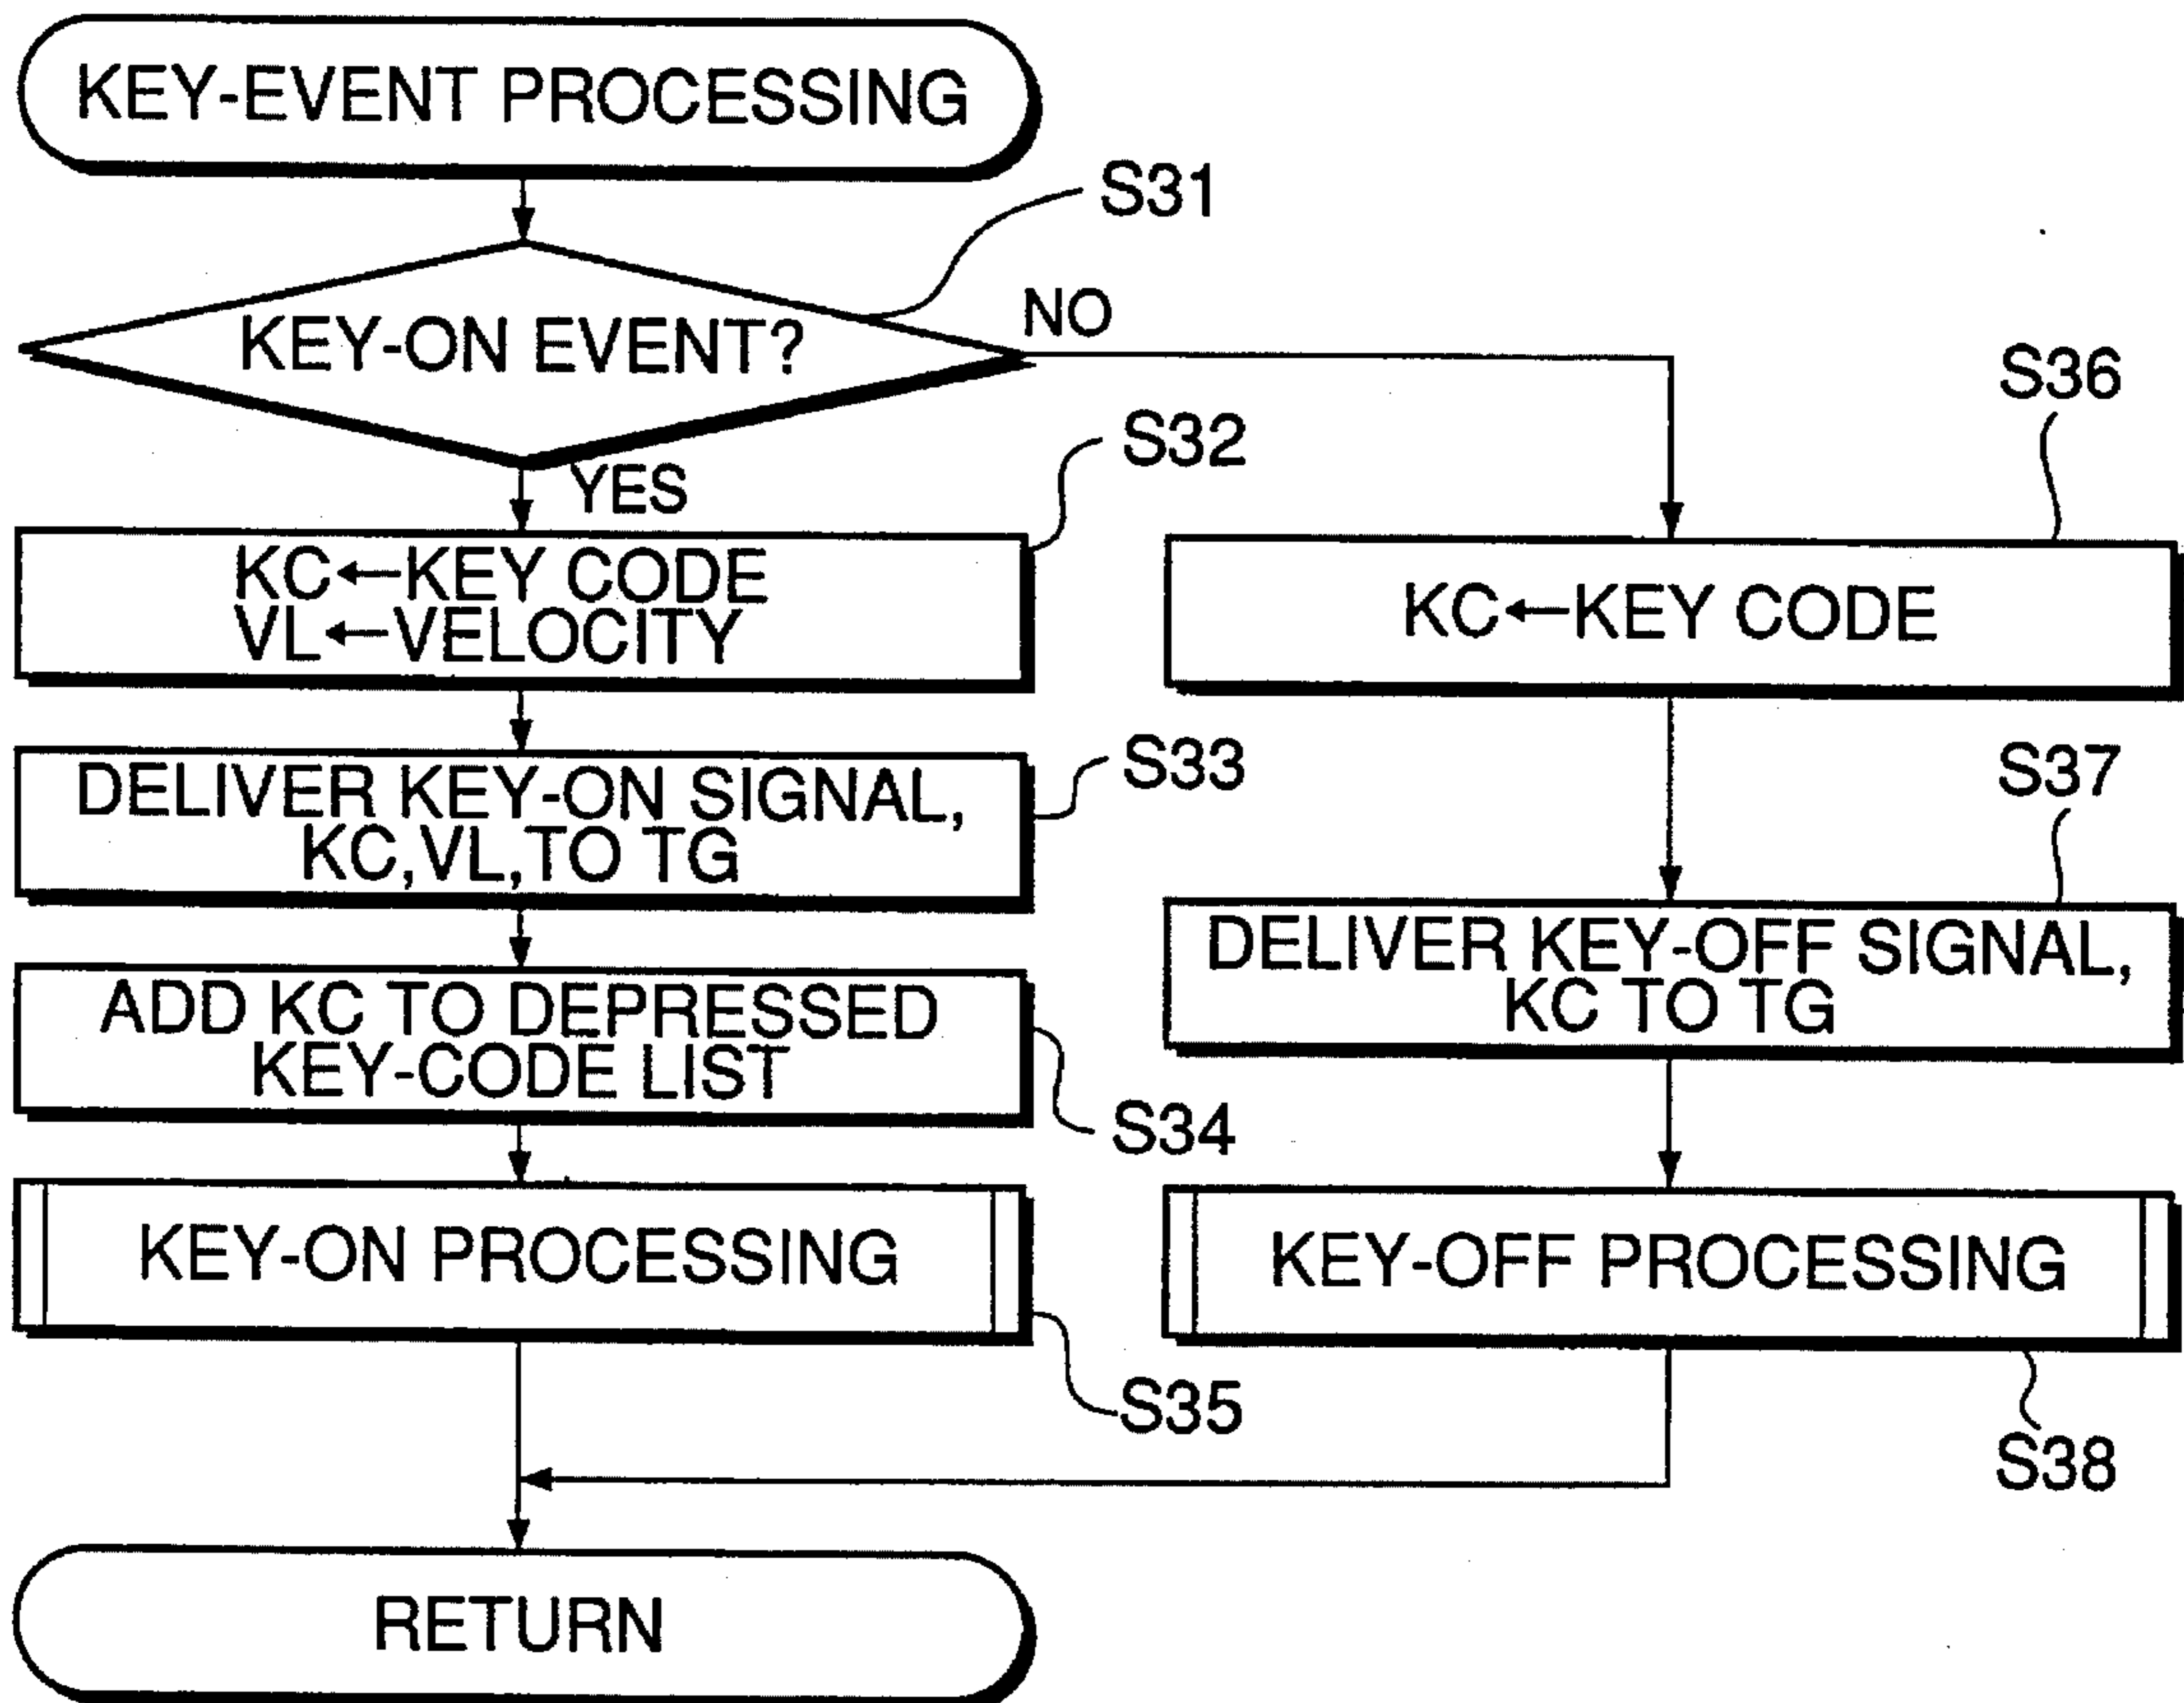 KEY-EVENT PROCESSING
S31
KEY-ON EVENT?
NO
YES
S32
KC←KEY CODE
VL←VELOCITY
S33
DELIVER KEY-ON SIGNAL,
KC,VL,TO TG
ADD KC TO DEPRESSED
KEY-CODE LIST
S34
KEY-ON PROCESSING
S35
S36
KC←KEY CODE
S37
DELIVER KEY-OFF SIGNAL,
KC TO TG
KEY-OFF PROCESSING
S38
RETURN